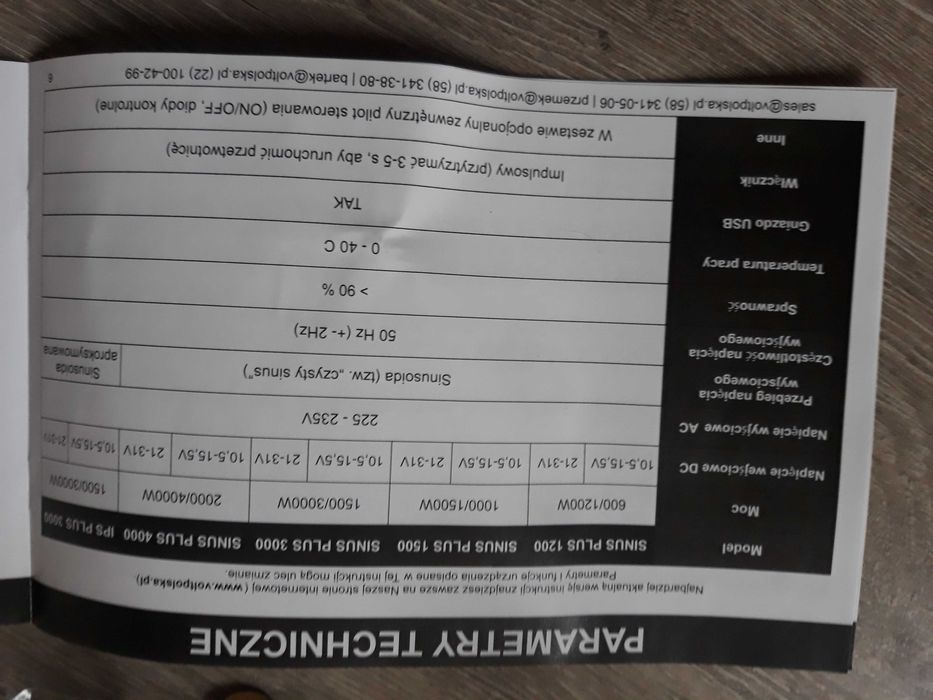 PARAMETRY TECHNICZNE
Najbardziej aktualną wersję instrukcji znajdziesz zawsze na Naszej stronie internetowej ( www.voltpolska.pl)
Parametry i funkcje urządzenia opisane w Tej instrukcji mogą ulec zmianie.
Model SINUS PLUS 1200 SINUS PLUS 1500 SINUS PLUS 3000 SINUS PLUS 4000 IPS PLUS 3000
Moc 600/1200W 1000/1500W 1500/3000W 2000/4000W 1500/3000W
Napięcie wejściowe DC 10,5-15,5V 21-31V 10,5-15,5V 21-31V 10,5-15,5V 21-31V 10,5-15,5V 21-31V 10,5-15,5V 21-31V
Napięcie wyjściowe AC 225 - 235V
Przebieg napięcia
wyjściowego
Sinusoida (tzw. „czysty sinus")
Sinusoida
aproksymowana
Częstotliwość napięcia
wyjściowego
50 Hz (+- 2Hz)
Sprawność > 90 %
Temperatura pracy 0 - 40 C
Gniazdo USB TAK
Włącznik Impulsowy (przytrzymać 3-5 s, aby uruchomić przetwotnicę)
Inne W zestawie opcjonalny zewnętrzny pilot sterowania (ON/OFF, diody kontrolne)
sales@voltpolska.pl (58) 341-05-06 | przemek@voltpolska.pl (58) 341-38-80 | bartek@voltpolska.pl (22) 100-42-99
6